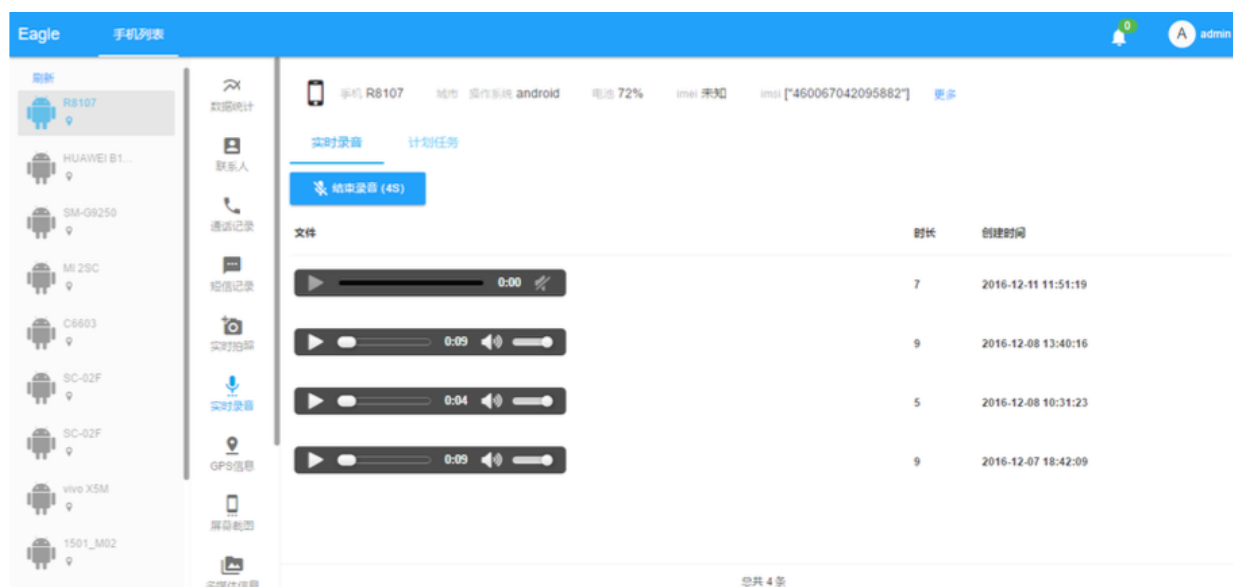 Eagle 手机列表 0 A admin
刷新
R8107
HUAWEI B1...
SM-G9250
MI 2SC
C6603
SC-02F
SC-02F
vivo X5M
1501_M02
数据统计
联系人
通话记录
短信记录
实时拍照
实时录音
GPS信息
屏幕截图
多媒体信息
手机 R8107 城市 操作系统 android 电池 72% imei 未知 imsi ["460067042095882"] 更多
实时录音 计划任务
结束录音 (4S)
文件 时长 创建时间
0:00 7 2016-12-11 11:51:19
0:09 9 2016-12-08 13:40:16
0:04 5 2016-12-08 10:31:23
0:09 9 2016-12-07 18:42:09
总共 4 条